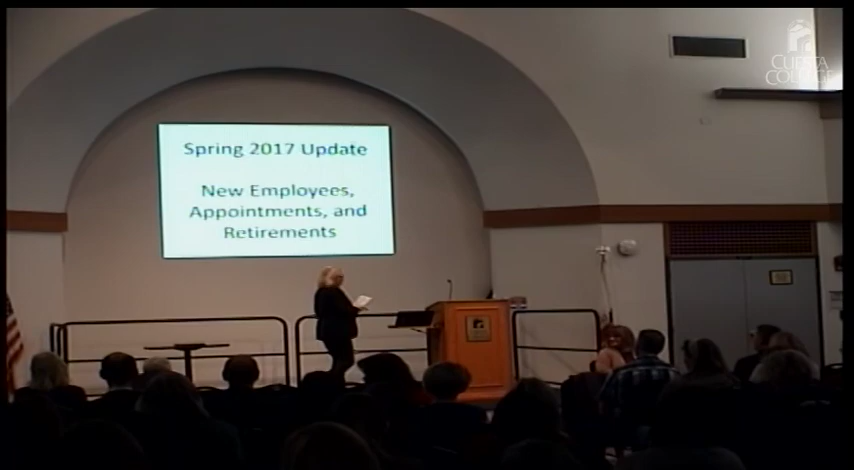 Spring 2017 Update
New Employees,
Appointments, and
Retirements
CUESTA
COLLEGE